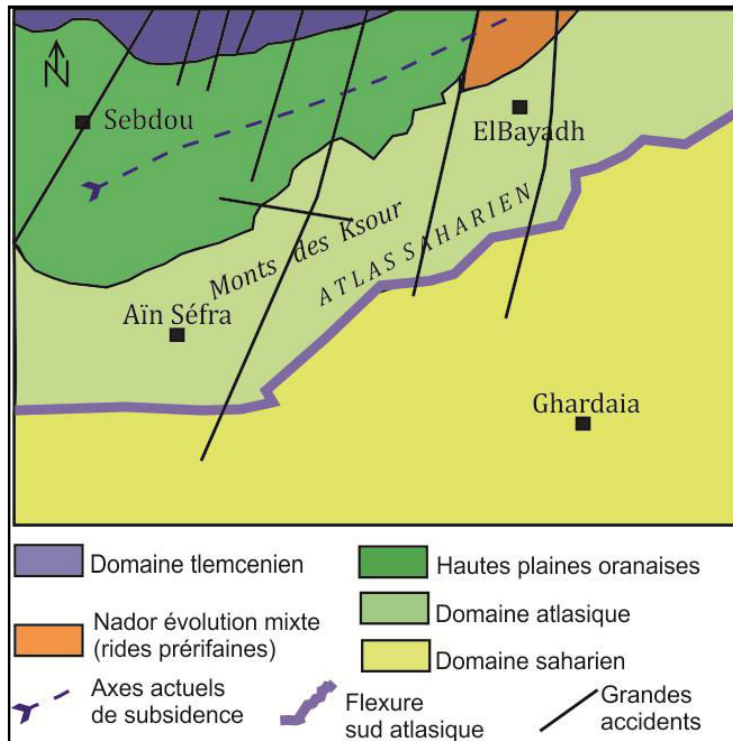 N
Sebdou
ElBayadh
Monts des Ksour
ATLAS SAHARIEN
Aïn Séfra
Ghardaia
Domaine tlemcenien
Hautes plaines oranaises
Nador évolution mixte
(rides prérifaines)
Domaine atlasique
Domaine saharien
Axes actuels
de subsidence
Flexure
sud atlasique
Grandes
accidents